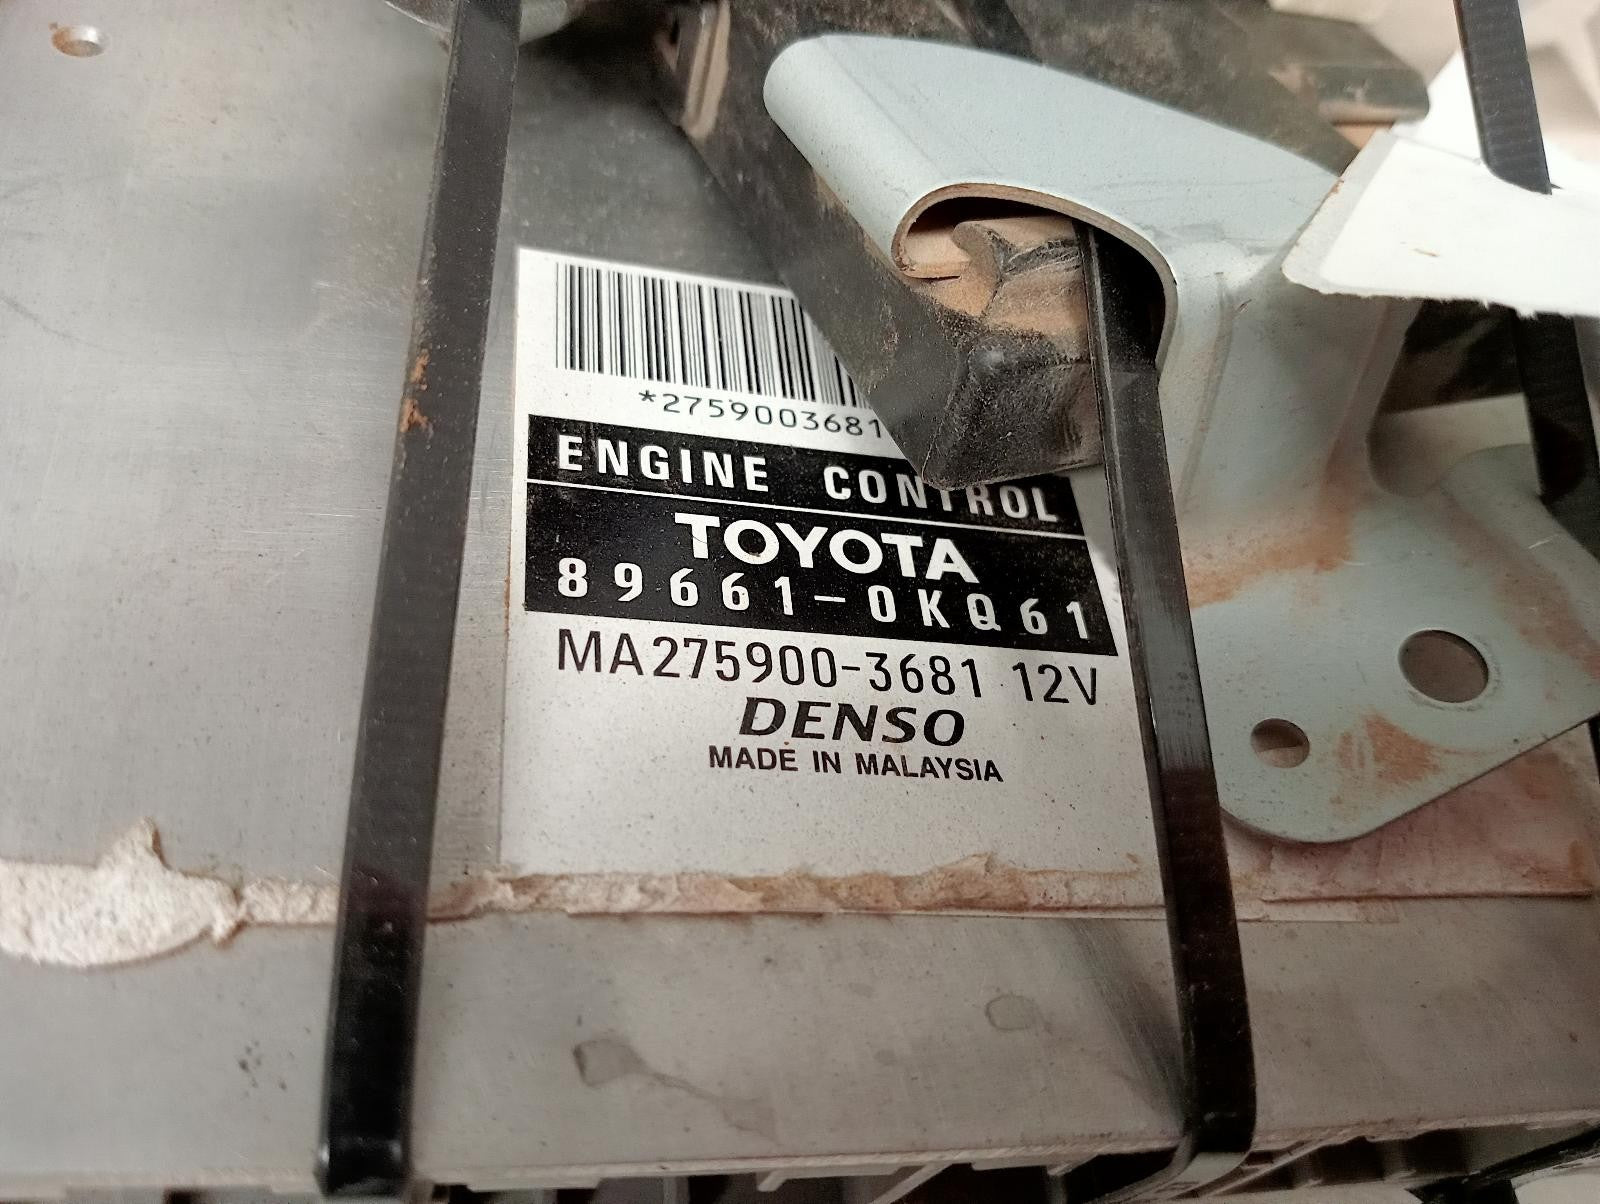 *2759003681
ENGINE CONTROL
TOYOTA
89661-0KQ61
MA275900-3681 12V
DENSO
MADE IN MALAYSIA